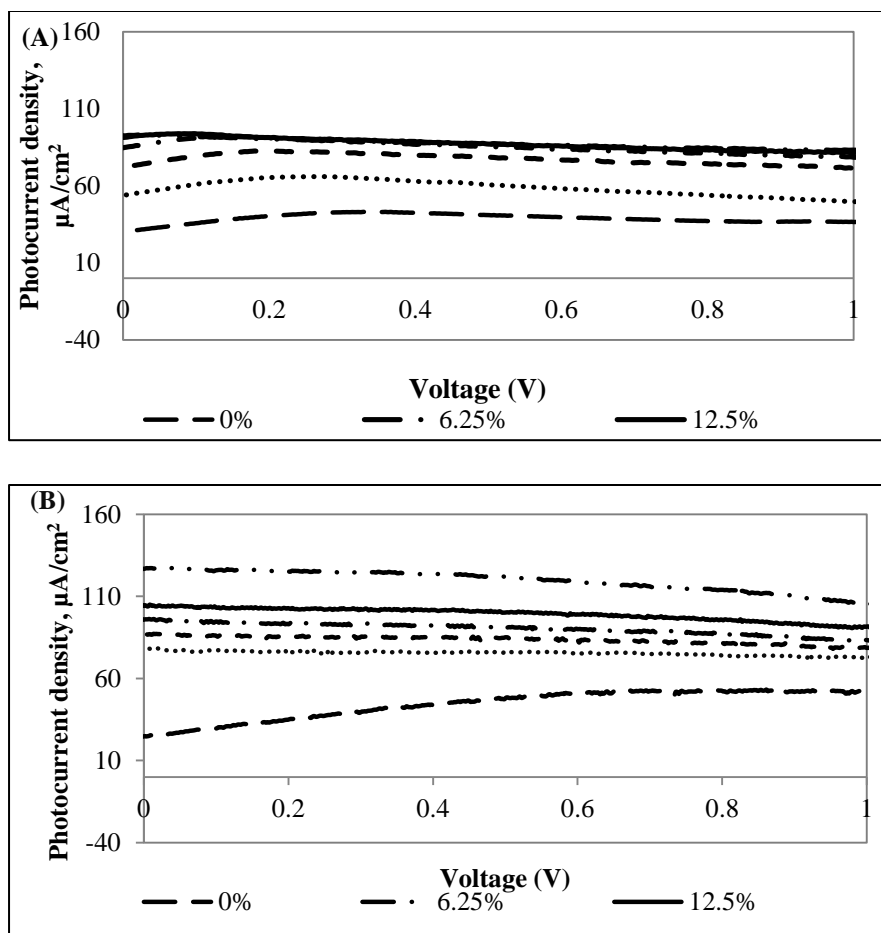 (A)
Photocurrent density,
µA/cm²
160
110
60
10
-40
0 0.2 0.4 0.6 0.8 1
Voltage (V)
0% 6.25% 12.5%
(B)
Photocurrent density, µA/cm²
160
110
60
10
-40
0 0.2 0.4 0.6 0.8 1
Voltage (V)
0% 6.25% 12.5%